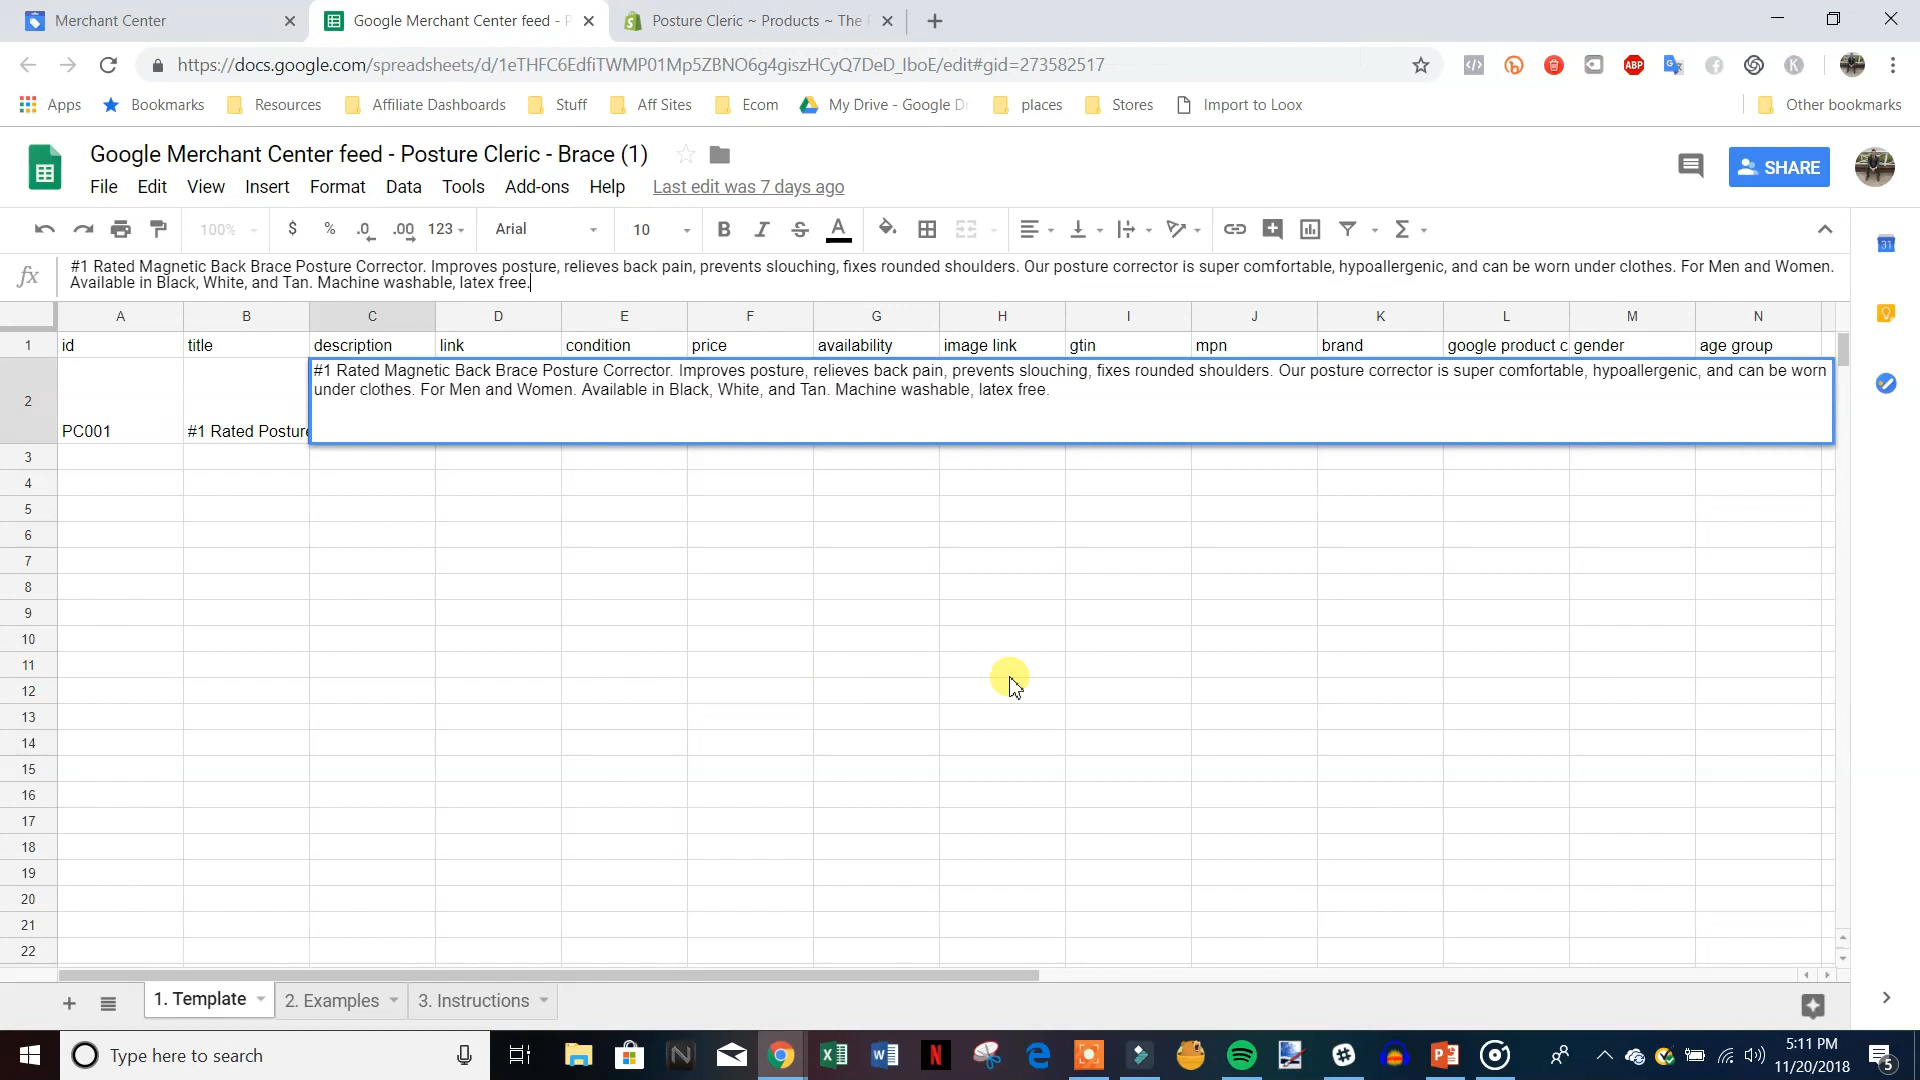 Merchant Center
Google Merchant Center feed - P
Posture Cleric ~ Products ~ The
https://docs.google.com/spreadsheets/d/1eTHFC6EdfiTWMP01Mp5ZBNO6g4giszHCyQ7DeD_IboE/edit#gid=273582517
ABP
K
Apps
Bookmarks
Resources
Affiliate Dashboards
Stuff
Aff Sites
Ecom
My Drive - Google Dr
places
Stores
Import to Loox
Other bookmarks
Google Merchant Center feed - Posture Cleric - Brace (1)
SHARE
File Edit View Insert Format Data Tools Add-ons Help Last edit was 7 days ago
100% $ % .0 .00 123 Arial 10 B I S A
31
fx
#1 Rated Magnetic Back Brace Posture Corrector. Improves posture, relieves back pain, prevents slouching, fixes rounded shoulders. Our posture corrector is super comfortable, hypoallergenic, and can be worn under clothes. For Men and Women.
Available in Black, White, and Tan. Machine washable, latex free.
A B C D E F G H I J K L M N
1 id title description link condition price availability image link gtin mpn brand google product c gender age group
#1 Rated Magnetic Back Brace Posture Corrector. Improves posture, relieves back pain, prevents slouching, fixes rounded shoulders. Our posture corrector is super comfortable, hypoallergenic, and can be worn
under clothes. For Men and Women. Available in Black, White, and Tan. Machine washable, latex free.
2
PC001 #1 Rated Posture
3
4
5
6
7
8
9
10
11
12
13
14
15
16
17
18
19
20
21
22
1. Template
2. Examples
3. Instructions
Type here to search
5:11 PM
11/20/2018
5